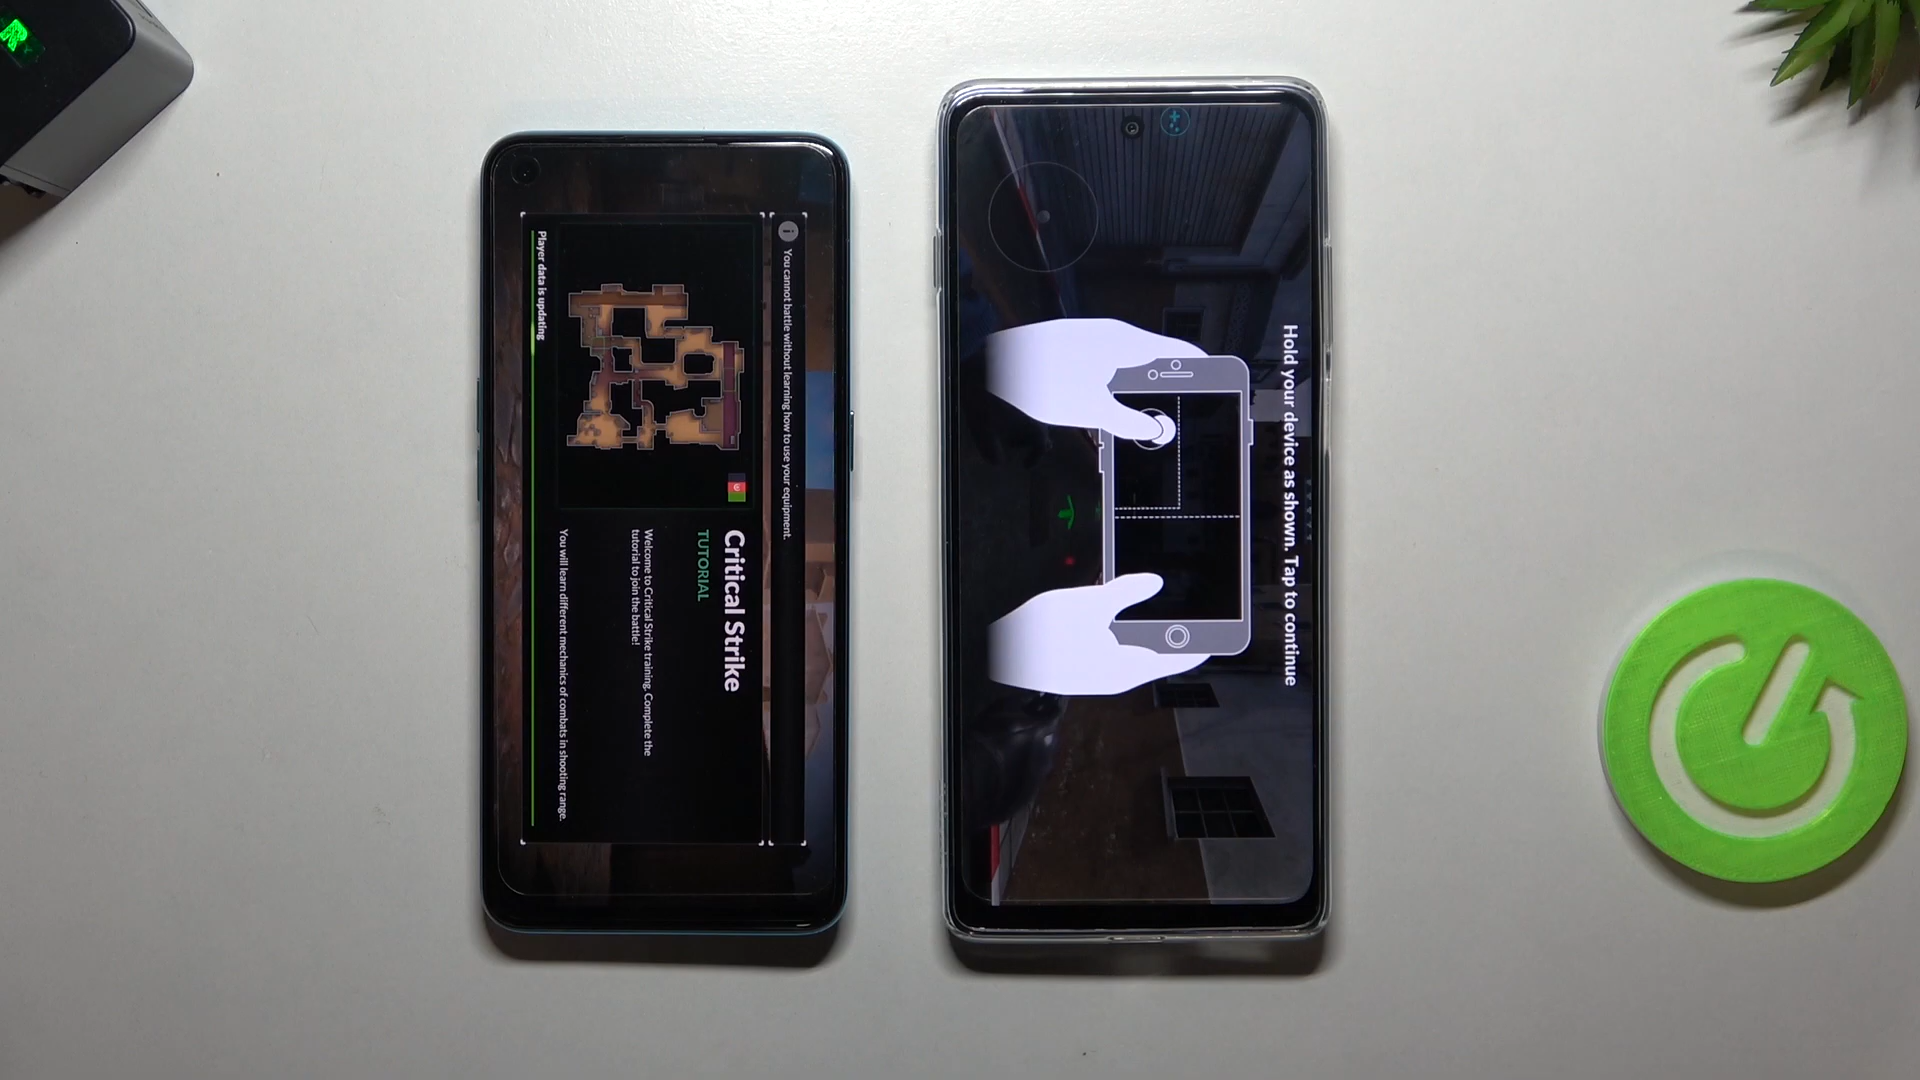 You cannot battle without learning how to use your equipment.
Critical Strike
TUTORIAL
Welcome to Critical Strike training. Complete the
tutorial to join the battle!
You will learn different mechanics of combats in shooting range.
Player data is updating
Hold your device as shown. Tap to continue